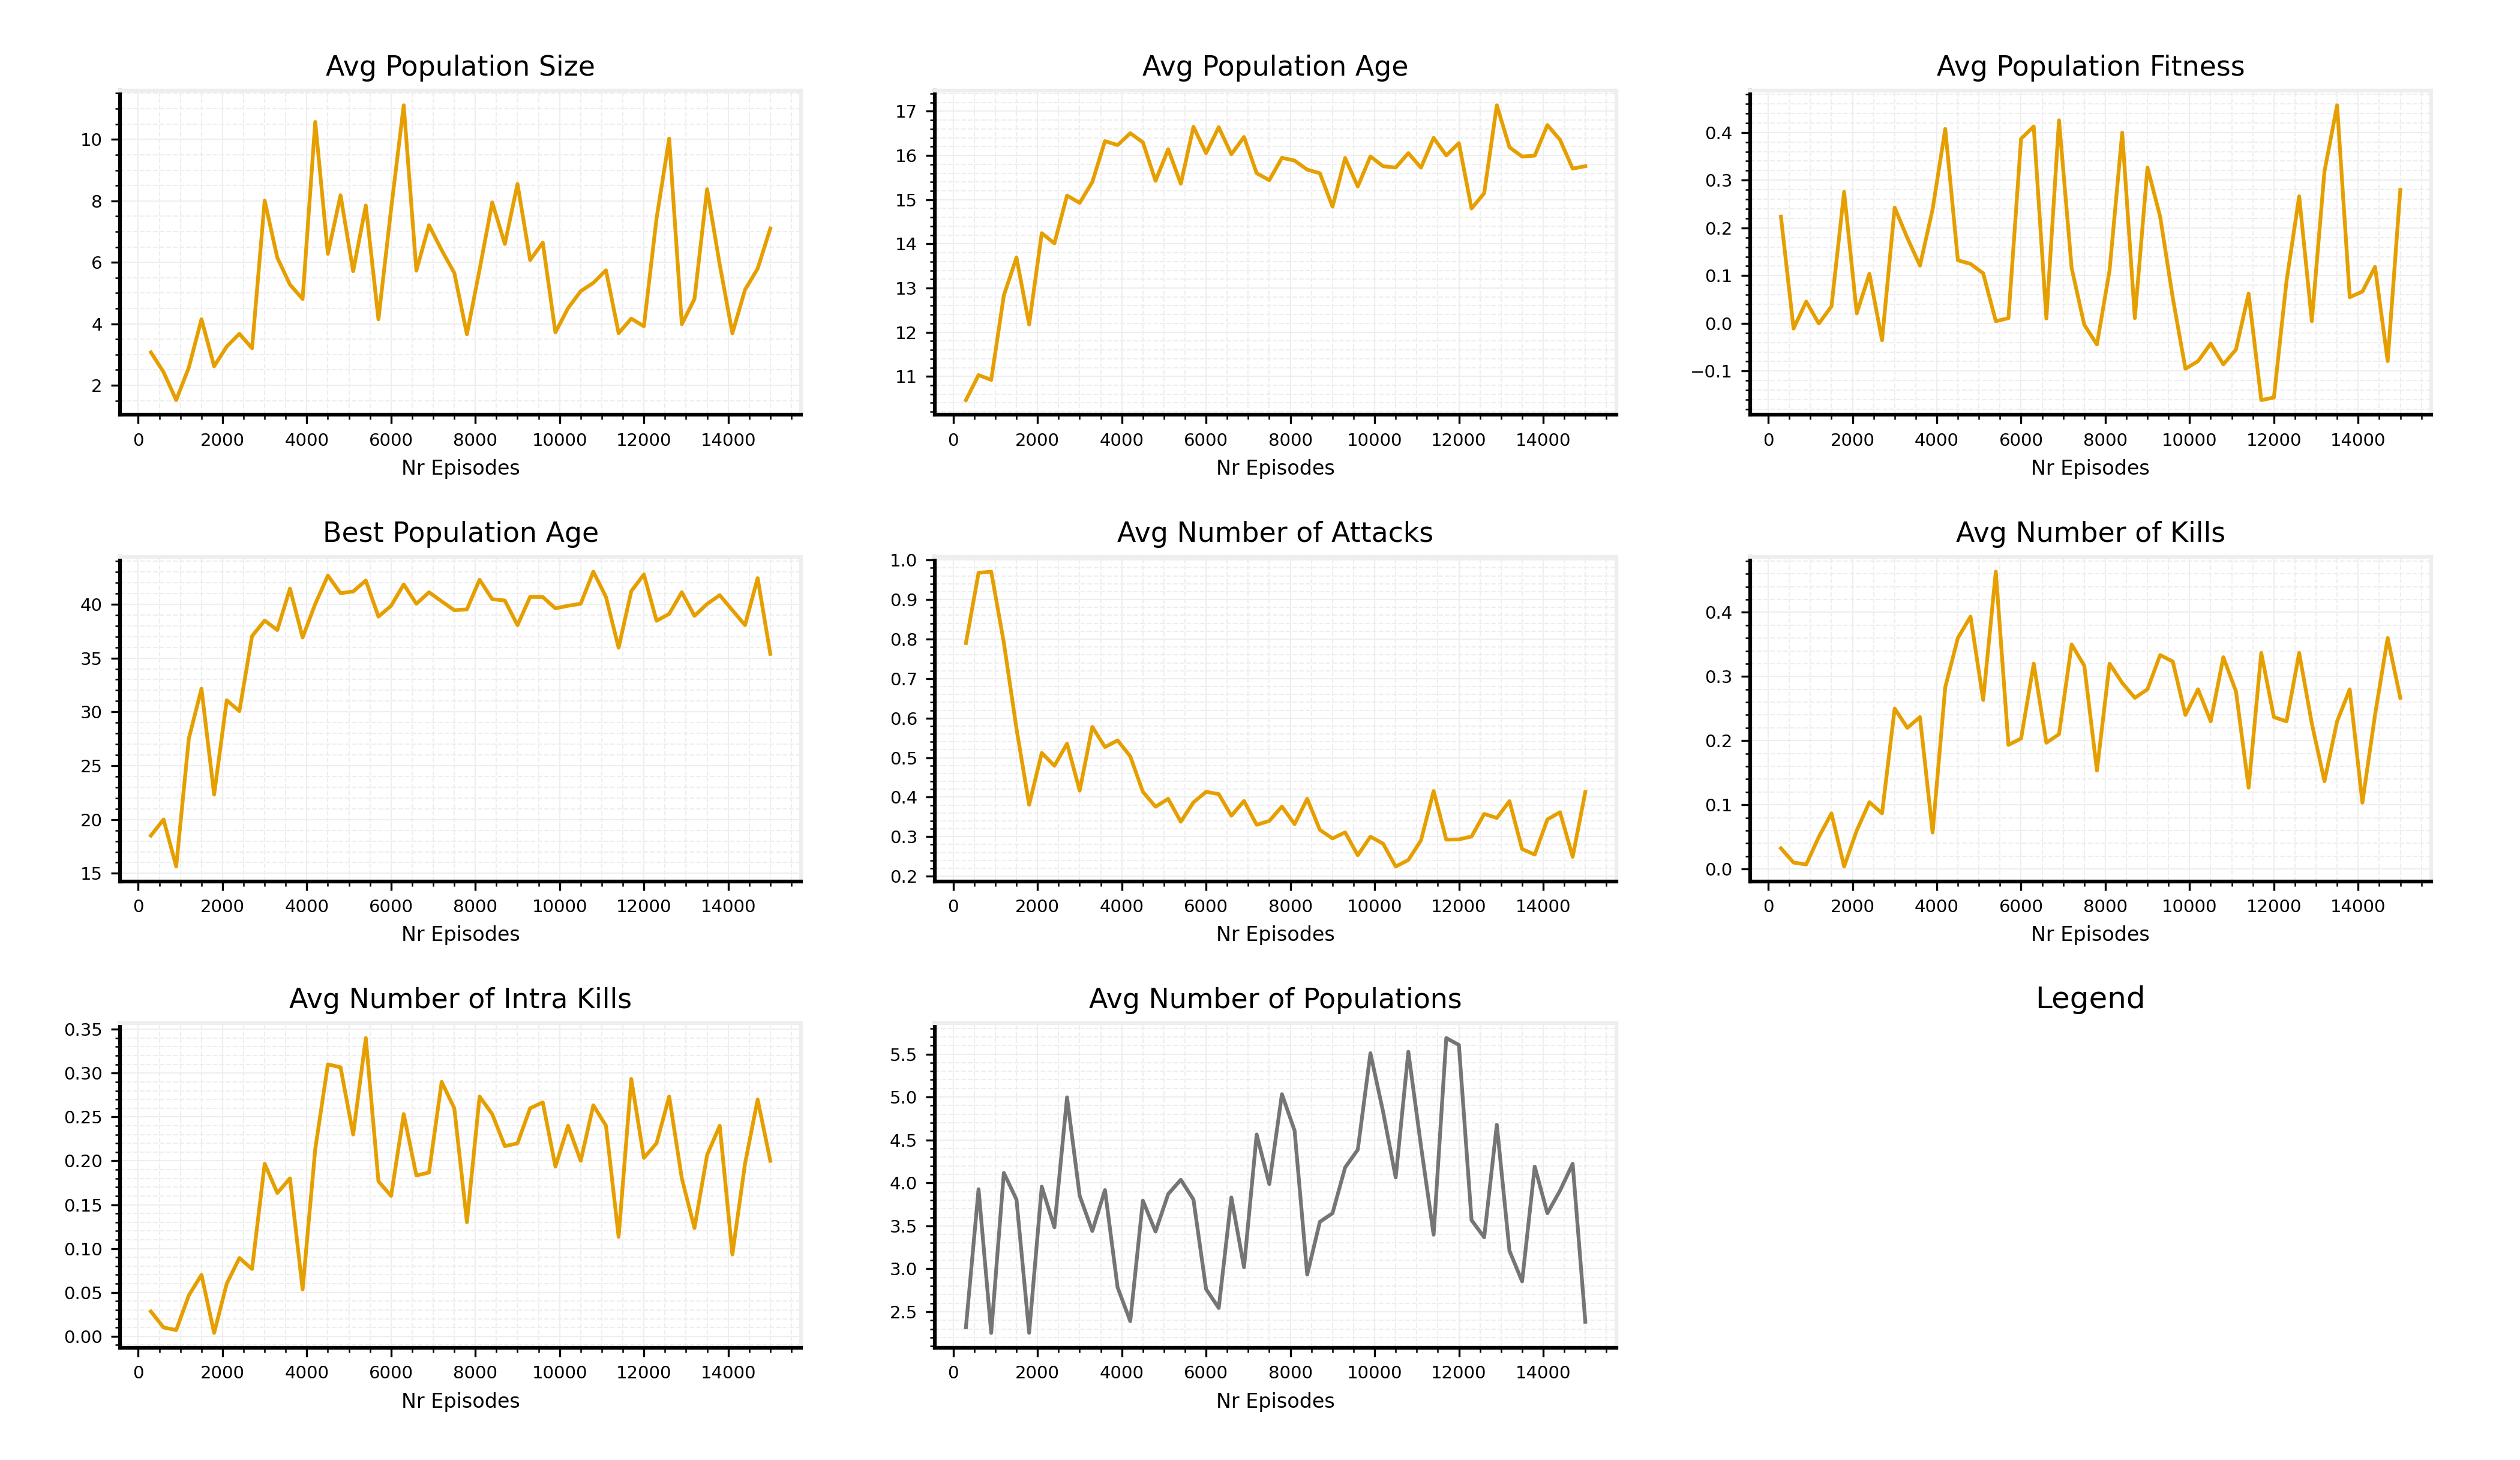 Avg Population Size
10
8
6
4
2
0 2000 4000 6000 8000 10000 12000 14000
Nr Episodes
Avg Population Age
17
16
15
14
13
12
11
0 2000 4000 6000 8000 10000 12000 14000
Nr Episodes
Avg Population Fitness
0.4
0.3
0.2
0.1
0.0
−0.1
0 2000 4000 6000 8000 10000 12000 14000
Nr Episodes
Best Population Age
40
35
30
25
20
15
0 2000 4000 6000 8000 10000 12000 14000
Nr Episodes
Avg Number of Attacks
1.0
0.9
0.8
0.7
0.6
0.5
0.4
0.3
0.2
0 2000 4000 6000 8000 10000 12000 14000
Nr Episodes
Avg Number of Kills
0.4
0.3
0.2
0.1
0.0
0 2000 4000 6000 8000 10000 12000 14000
Nr Episodes
Avg Number of Intra Kills
0.35
0.30
0.25
0.20
0.15
0.10
0.05
0.00
0 2000 4000 6000 8000 10000 12000 14000
Nr Episodes
Avg Number of Populations
5.5
5.0
4.5
4.0
3.5
3.0
2.5
0 2000 4000 6000 8000 10000 12000 14000
Nr Episodes
Legend